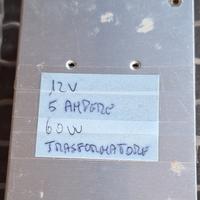 12V
5 AMPERE
60W
TRASFORMATORE